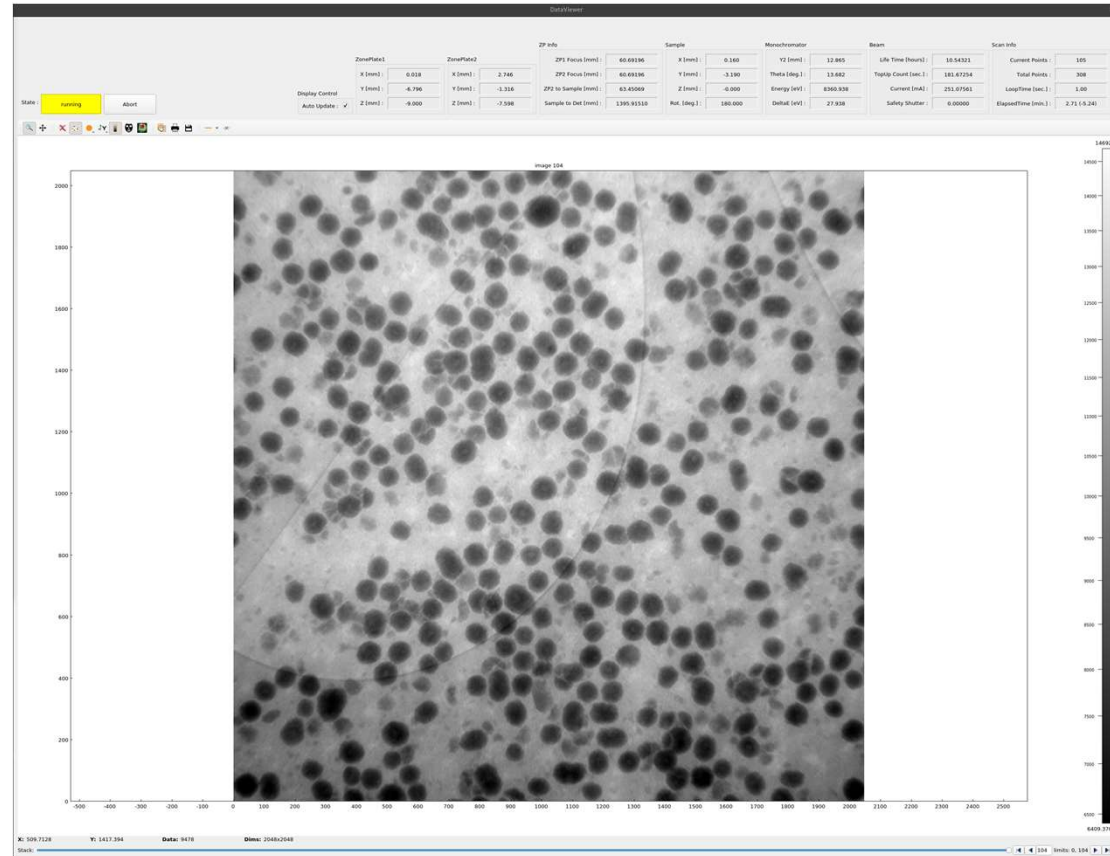 DataViewer
ZP Info Sample Monochromator Beam Scan Info
ZonePlate1 ZonePlate2
ZP1 Focus [mm] : 60.69196 X [mm] : 0.160 Y2 [mm] : 12.865 Life Time [hours] : 10.54321 Current Points : 105
X [mm] : 0.018 X [mm] : 2.746 ZP2 Focus [mm] : 60.69196 Y [mm] : -3.190 Theta [deg.] : 13.682 TopUp Count [sec.] : 181.67254 Total Points : 308
Display Control Y [mm] : -6.796 Y [mm] : -1.316 ZP2 to Sample [mm] : 63.45069 Z [mm] : -0.000 Energy [eV] : 8360.938 Current [mA] : 251.07561 LoopTime [sec.] : 1.00
State : running Abort Auto Update : Z [mm] : -9.000 Z [mm] : -7.598 Sample to Det [mm] : 1395.91510 Rot. [deg.] : 180.000 DeltaE [eV] : 27.938 Safety Shutter : 0.00000 ElapsedTime [min.] : 2.71 (-5.24)
image 104
14500
2000
14000
13500
1800
13000
12500
1600
12000
1400
11500
11000
1200
10500
1000
10000
9500
800
9000
600
8500
8000
400
7500
200
7000
0
6500
-500 -400 -300 -200 -100 0 100 200 300 400 500 600 700 800 900 1000 1100 1200 1300 1400 1500 1600 1700 1800 1900 2000 2100 2200 2300 2400 2500
X: 509.7128 Y: 1417.394 Data: 9478 Dims: 2048x2048
Stack: 104 limits: 0, 104